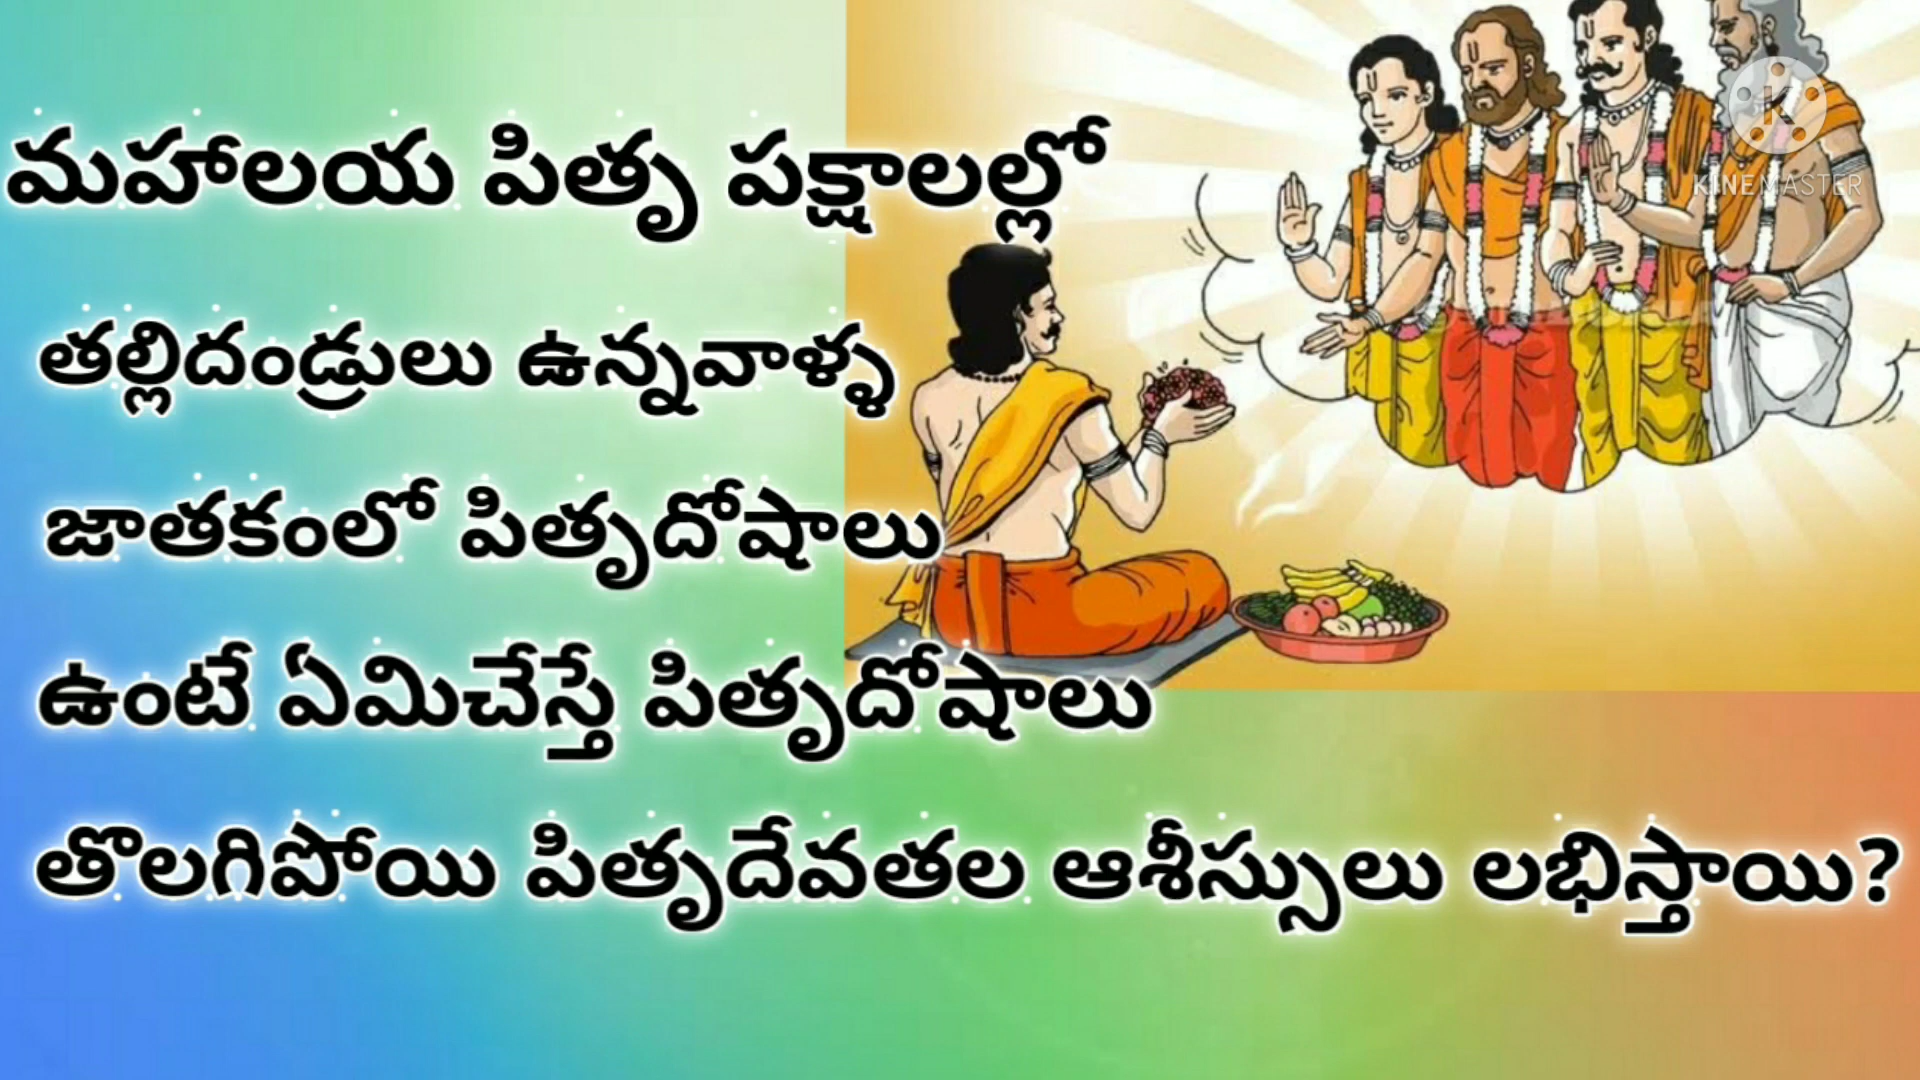 మహాలయ పితృ పక్షాలల్లో
తల్లిదండ్రులు ఉన్నవాళ్ళ
జాతకంలో పితృదోషాలు
ఉంటే ఏమిచేస్తే పితృదోషాలు
తొలగిపోయి పితృదేవతల ఆశీస్సులు లభిస్తాయి?
K
KINEMASTER